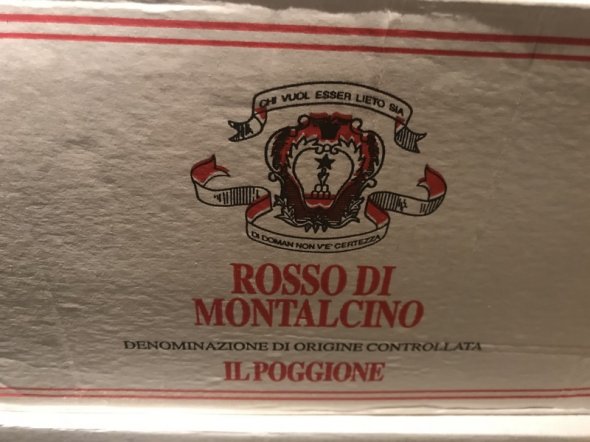 CHI VUOL ESSER LIETO SIA
DI DOMAN NON V'E' CERTEZZA
ROSSO DI
MONTALCINO
DENOMINAZIONE DI ORIGINE CONTROLLATA
IL POGGIONE